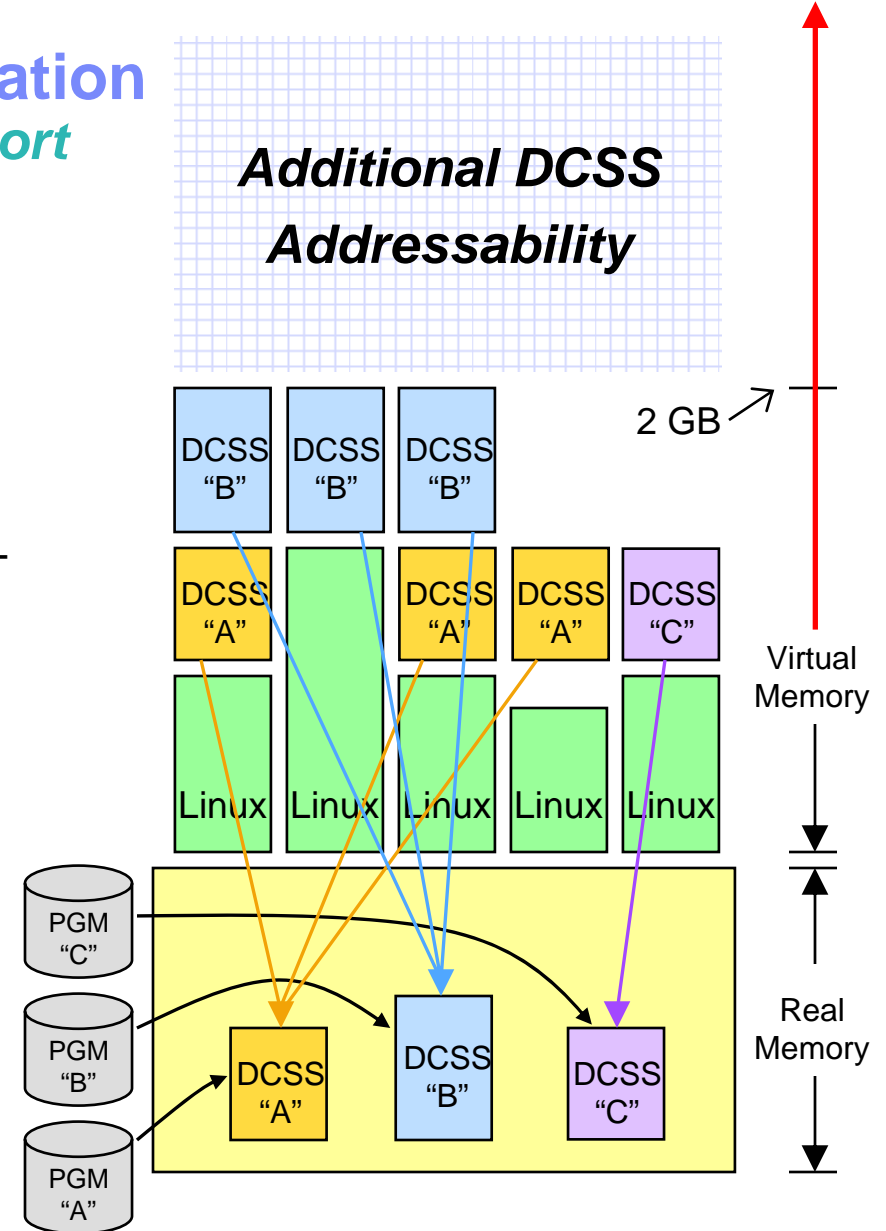 ation
ort
Additional DCSS
Addressability
2 GB
DCSS DCSS DCSS
“B” “B” “B”
DCSS DCSS DCSS DCSS
“A” “A” “A” “C”
Virtual
Memory
Linux Linux Linux Linux Linux
PGM
“C”
PGM
“B”
PGM
“A”
DCSS
“A”
DCSS
“B”
DCSS
“C”
Real
Memory